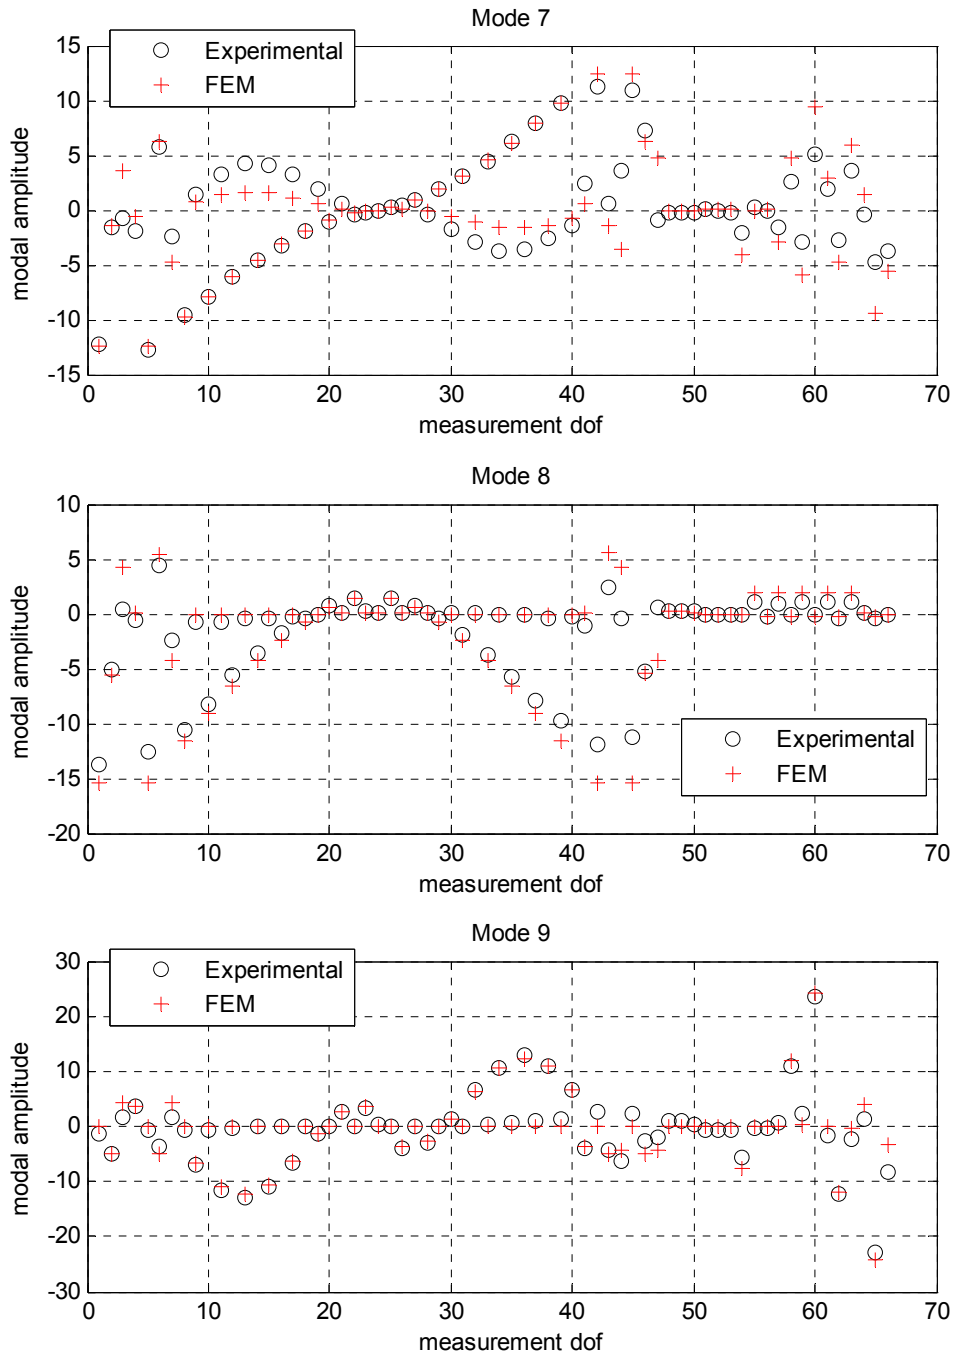 Mode 7
15
10
5
0
-5
-10
-15
modal amplitude
Experimental
FEM
0 10 20 30 40 50 60 70
measurement dof
Mode 8
10
5
0
-5
-10
-15
-20
modal amplitude
Experimental
FEM
0 10 20 30 40 50 60 70
measurement dof
Mode 9
30
20
10
0
-10
-20
-30
modal amplitude
Experimental
FEM
0 10 20 30 40 50 60 70
measurement dof